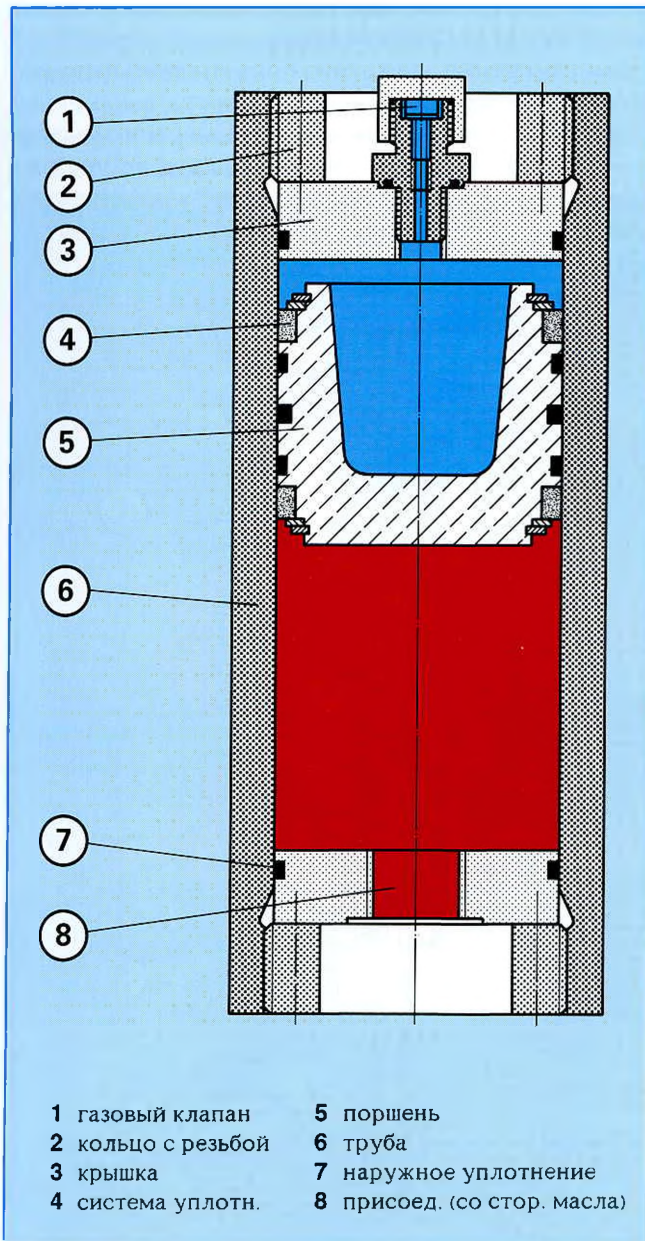 1
2
3
4
5
6
7
8
1 газовый клапан
2 кольцо с резьбой
3 крышка
4 система уплотн.
5 поршень
6 труба
7 наружное уплотнение
8 присоед. (со стор. масла)